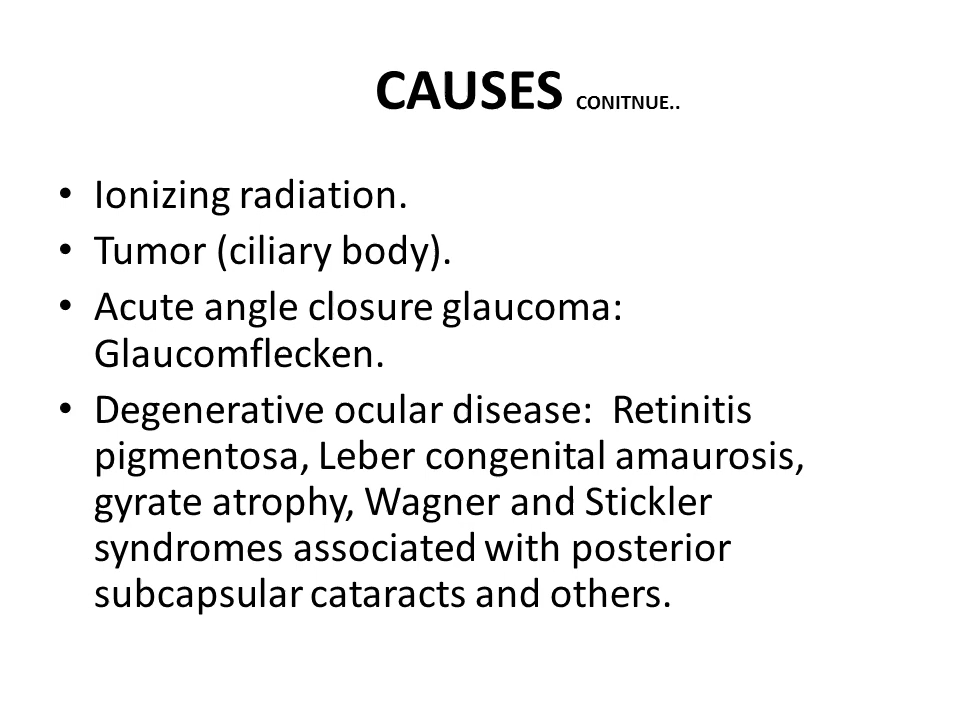 CAUSES CONITNUE..
• Ionizing radiation.
• Tumor (ciliary body).
• Acute angle closure glaucoma:
Glaucomflecken.
• Degenerative ocular disease:  Retinitis
pigmentosa, Leber congenital amaurosis,
gyrate atrophy, Wagner and Stickler
syndromes associated with posterior
subcapsular cataracts and others.